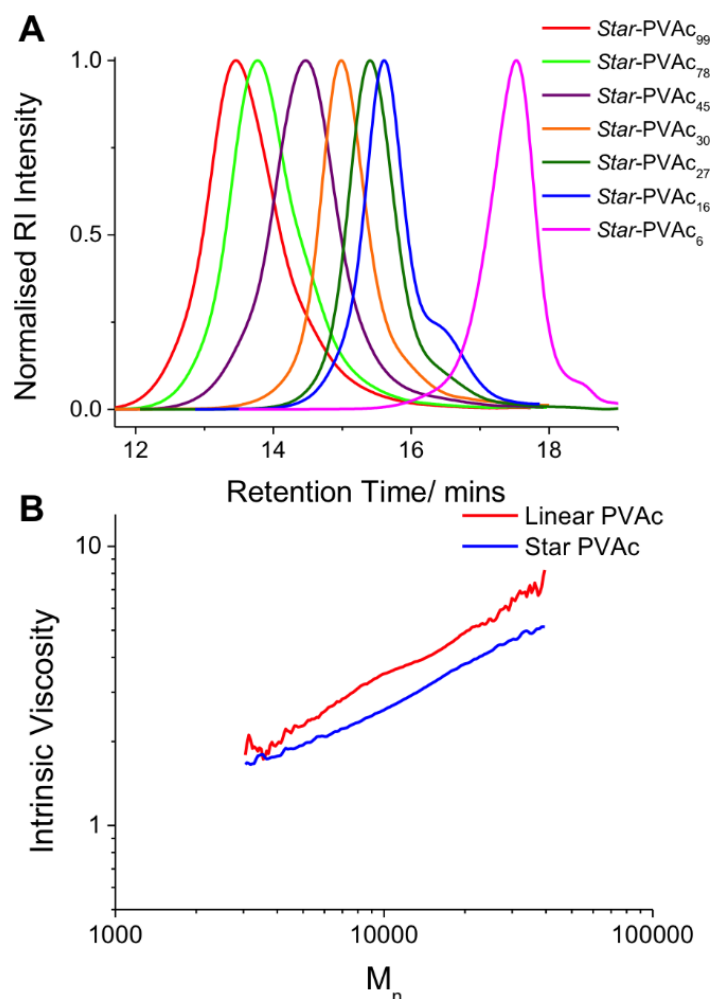 A
Star-PVAc₉₉
Star-PVAc₇₈
Star-PVAc₄₅
Star-PVAc₃₀
Star-PVAc₂₇
Star-PVAc₁₆
Star-PVAc₆
Normalised RI Intensity
1.0
0.5
0.0
12 14 16 18
Retention Time/ mins
B
Linear PVAc
Star PVAc
Intrinsic Viscosity
10
1
1000 10000 100000
Mₙ